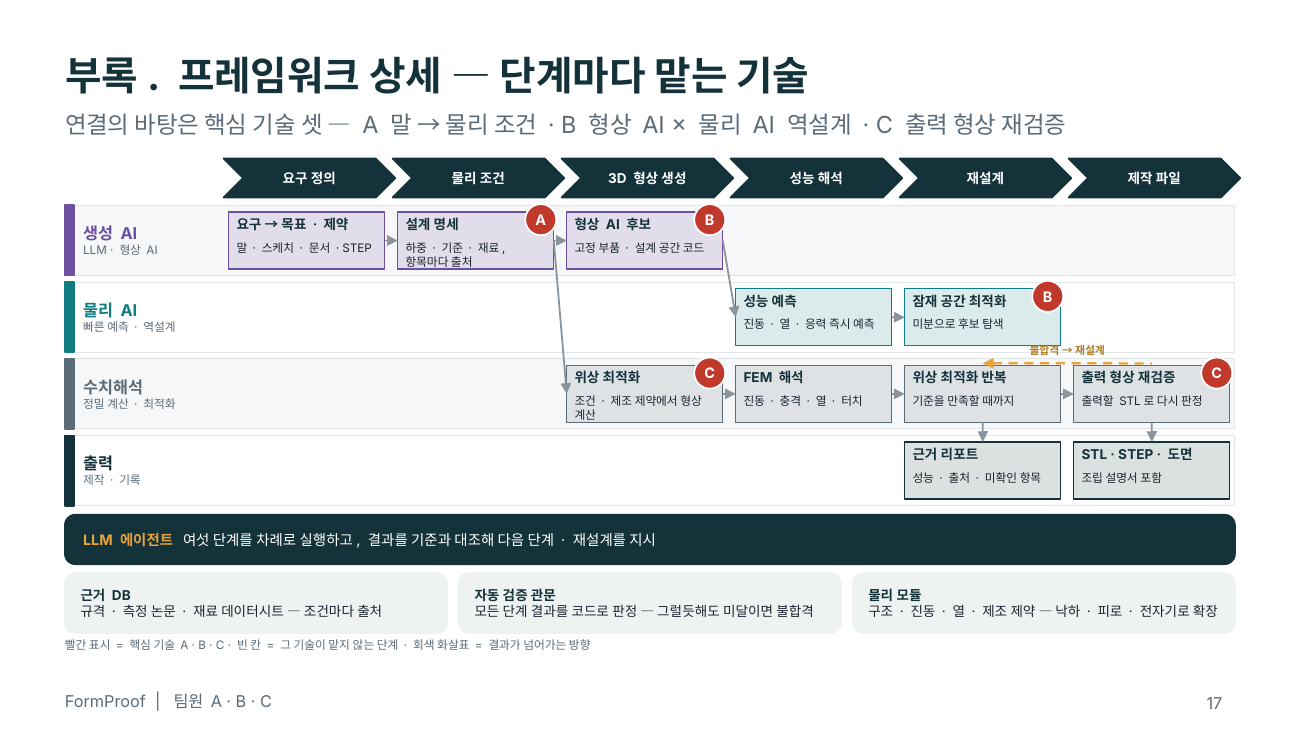 부록 . 프레임워크 상세 — 단계마다 맡는 기술
연결의 바탕은 핵심 기술 셋 — A 말 → 물리 조건 · B 형상 AI × 물리 AI 역설계 · C 출력 형상 재검증
요구 정의
물리 조건
3D 형상 생성
성능 해석
재설계
제작 파일
생성 AI
LLM · 형상 AI
요구 → 목표 · 제약
말 · 스케치 · 문서 · STEP
설계 명세
하중 · 기준 · 재료 ,
항목마다 출처
A
형상 AI 후보
고정 부품 · 설계 공간 코드
B
물리 AI
빠른 예측 · 역설계
성능 예측
진동 · 열 · 응력 즉시 예측
잠재 공간 최적화
미분으로 후보 탐색
B
불합격 → 재설계
수치해석
정밀 계산 · 최적화
위상 최적화
조건 · 제조 제약에서 형상
계산
C
FEM 해석
진동 · 충격 · 열 · 터치
위상 최적화 반복
기준을 만족할 때까지
출력 형상 재검증
출력할 STL 로 다시 판정
C
출력
제작 · 기록
근거 리포트
성능 · 출처 · 미확인 항목
STL · STEP · 도면
조립 설명서 포함
LLM 에이전트 여섯 단계를 차례로 실행하고 , 결과를 기준과 대조해 다음 단계 · 재설계를 지시
근거 DB
규격 · 측정 논문 · 재료 데이터시트 — 조건마다 출처
자동 검증 관문
모든 단계 결과를 코드로 판정 — 그럴듯해도 미달이면 불합격
물리 모듈
구조 · 진동 · 열 · 제조 제약 — 낙하 · 피로 · 전자기로 확장
빨간 표시 = 핵심 기술 A · B · C · 빈 칸 = 그 기술이 맡지 않는 단계 · 회색 화살표 = 결과가 넘어가는 방향
FormProof | 팀원 A · B · C
17